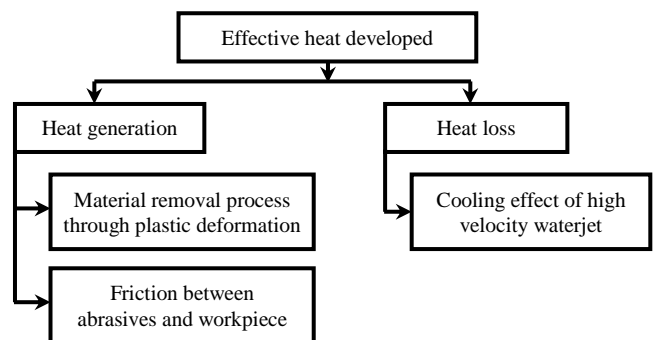 Effective heat developed
Heat generation
Heat loss
Material removal process
through plastic deformation
Cooling effect of high
velocity waterjet
Friction between
abrasives and workpiece